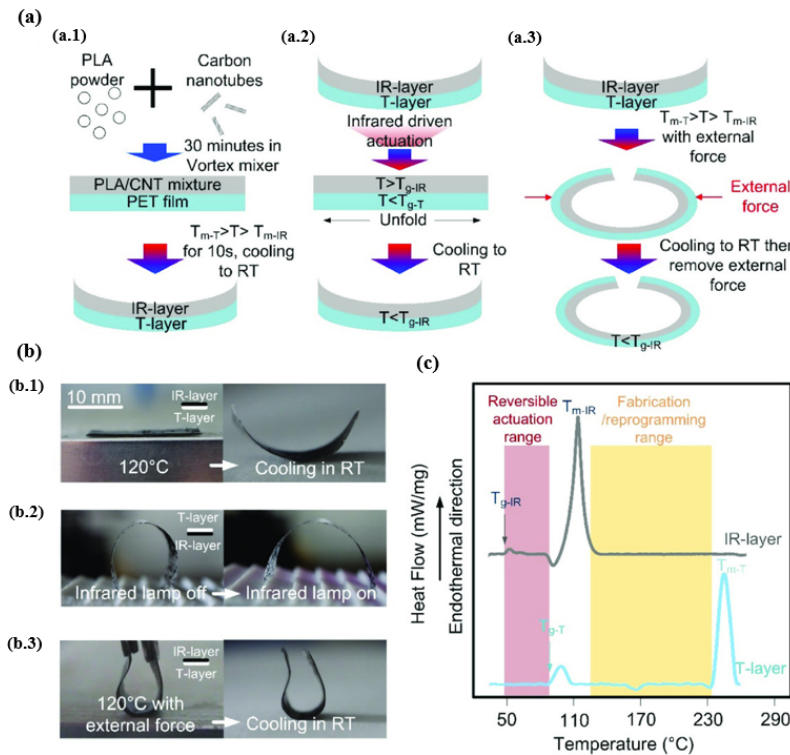 (a)
(a.1)
PLA
powder
Carbon
nanotubes
30 minutes in
Vortex mixer
PLA/CNT mixture
PET film
Tm-T>T> Tm-IR
for 10s, cooling
to RT
IR-layer
T-layer
(a.2)
IR-layer
T-layer
Infrared driven
actuation
T>Tg-IR
T<Tg-T
Unfold
Cooling to
RT
T<Tg-IR
(a.3)
IR-layer
T-layer
Tm-T>T> Tm-IR
with external
force
External
force
Cooling to RT then
remove external
force
T<Tg-IR
(b)
(b.1)
10 mm
IR-layer
T-layer
120°C
Cooling in RT
(b.2)
T-layer
IR-layer
Infrared lamp off
Infrared lamp on
(b.3)
IR-layer
T-layer
120°C with
external force
Cooling in RT
(c)
Reversible
actuation
range
Tm-IR
Fabrication
/reprogramming
range
Tg-IR
IR-layer
Tm-T
Tg-T
T-layer
Heat Flow (mW/mg)
Endothermal direction
50
110
170
230
290
Temperature (°C)